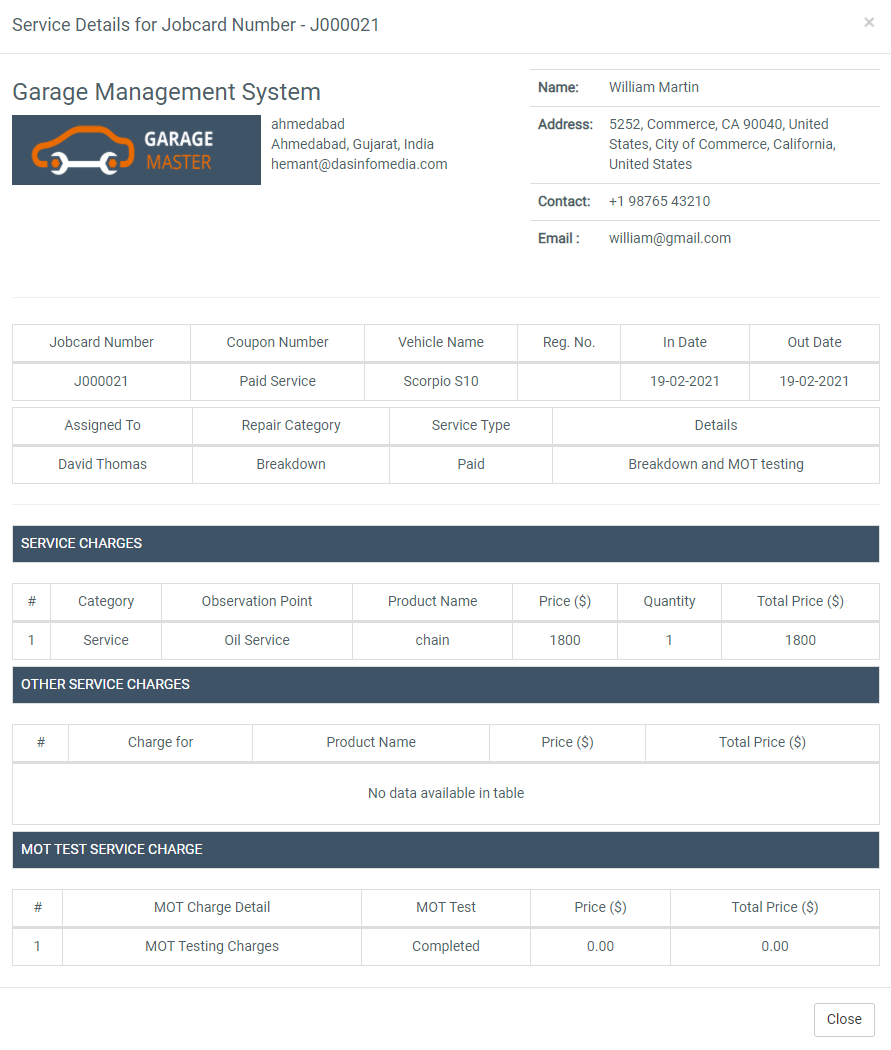 Service Details for Jobcard Number - J000021
×
Garage Management System
GARAGE
MASTER
ahmedabad
Ahmedabad, Gujarat, India
hemant@dasinfomedia.com
Name: William Martin
Address: 5252, Commerce, CA 90040, United
States, City of Commerce, California,
United States
Contact: +1 98765 43210
Email : william@gmail.com
Jobcard Number Coupon Number Vehicle Name Reg. No. In Date Out Date
J000021 Paid Service Scorpio S10 19-02-2021 19-02-2021
Assigned To Repair Category Service Type Details
David Thomas Breakdown Paid Breakdown and MOT testing
SERVICE CHARGES
# Category Observation Point Product Name Price ($) Quantity Total Price ($)
1 Service Oil Service chain 1800 1 1800
OTHER SERVICE CHARGES
# Charge for Product Name Price ($) Total Price ($)
No data available in table
MOT TEST SERVICE CHARGE
# MOT Charge Detail MOT Test Price ($) Total Price ($)
1 MOT Testing Charges Completed 0.00 0.00
Close